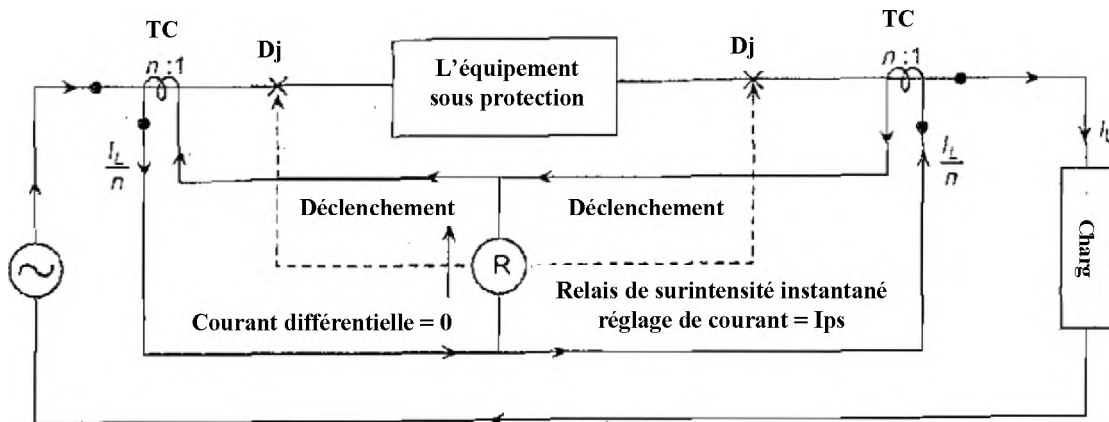 TC
n:1
Dj
L'équipement
sous protection
Dj
TC
n:1
I_L
n
Déclenchement
Déclenchement
I_L
n
I_L
Charg
R
Courant différentielle = 0
Relais de surintensité instantané
réglage de courant = Ips